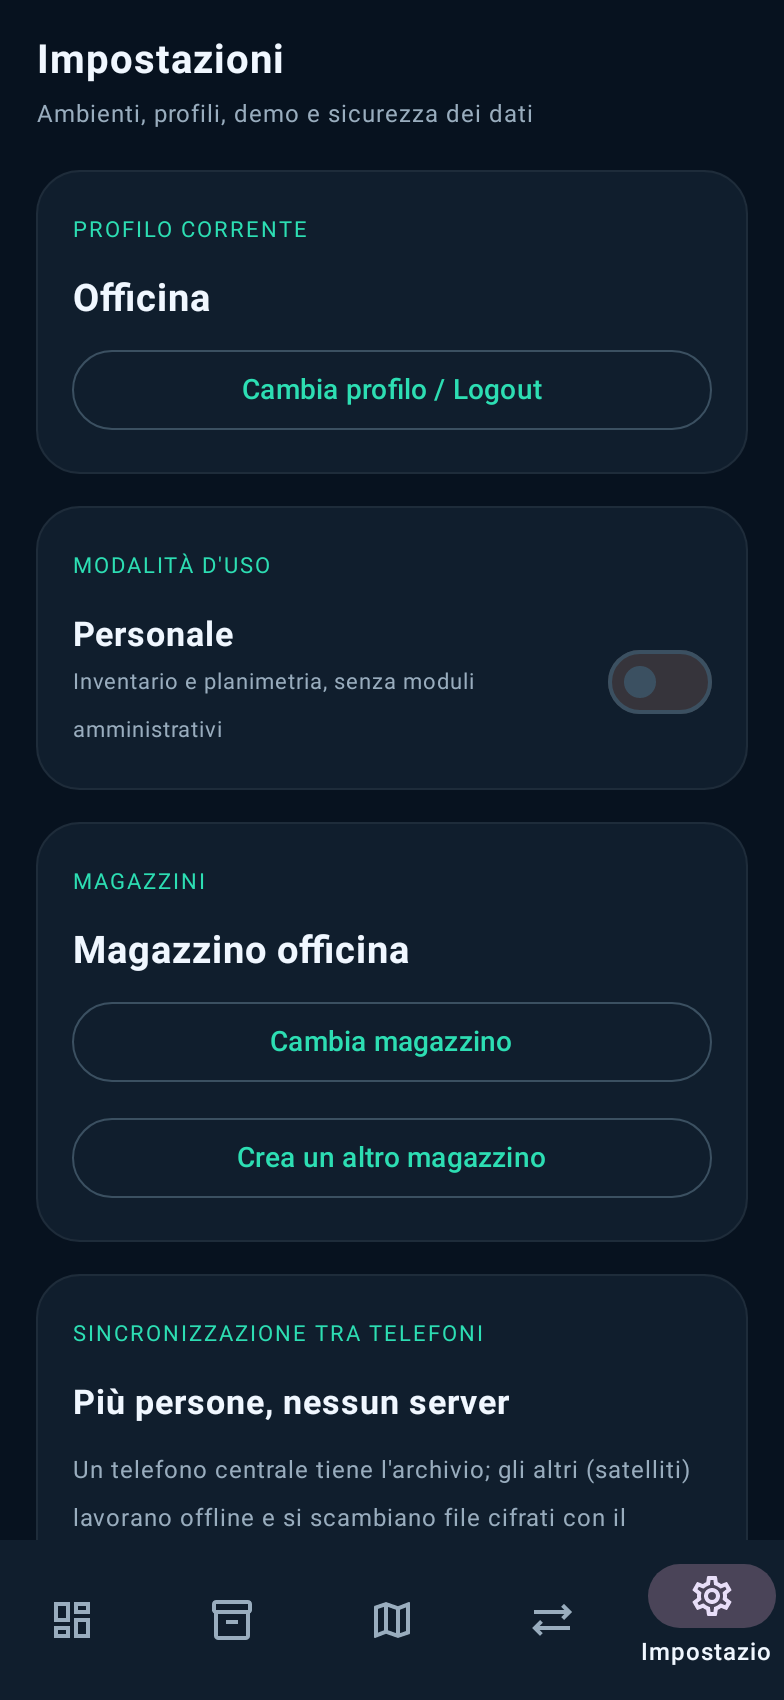 Impostazioni
Ambienti, profili, demo e sicurezza dei dati
PROFILO CORRENTE
Officina
Cambia profilo / Logout
MODALITÀ D'USO
Personale
Inventario e planimetria, senza moduli
amministrativi
MAGAZZINI
Magazzino officina
Cambia magazzino
Crea un altro magazzino
SINCRONIZZAZIONE TRA TELEFONI
Più persone, nessun server
Un telefono centrale tiene l'archivio; gli altri (satelliti)
lavorano offline e si scambiano file cifrati con il
Impostazio